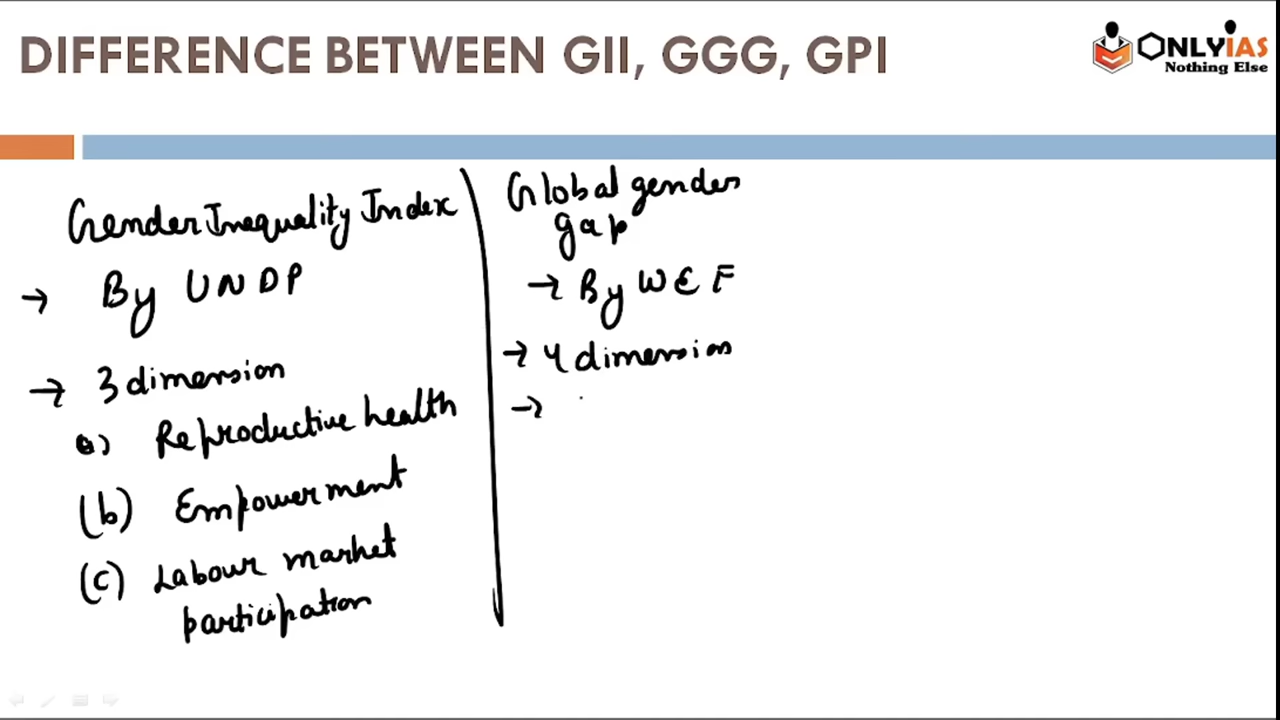 DIFFERENCE BETWEEN GII, GGG, GPI
ONLYIAS
Nothing Else
Gender Inequality Index
→ By UNDP
→ 3 dimension
a) Reproductive health
(b) Empowerment
(c) Labour market
participation
Global gender
gap
→ By WEF
→ 4 dimension
→